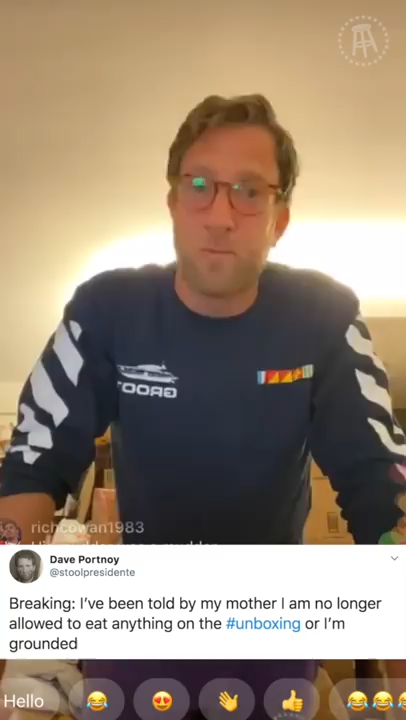 GROOT
richcowan1983
Dave Portnoy
@stoolpresidente
Breaking: I've been told by my mother I am no longer
allowed to eat anything on the #unboxing or I'm
grounded
Hello